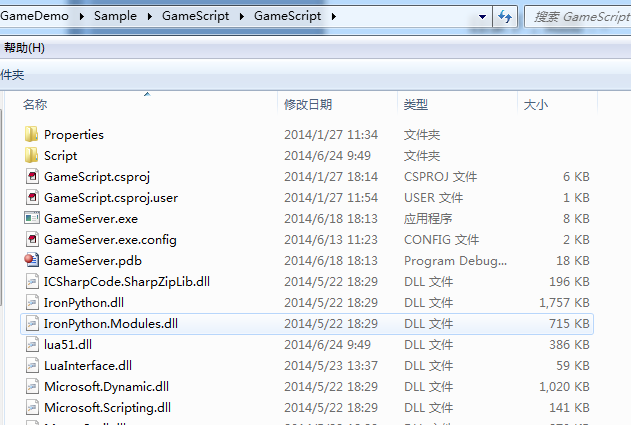 GameDemo ▸ Sample ▸ GameScript ▸ GameScript ▸ 搜索 GameScript
帮助(H)
件夹
名称 修改日期 类型 大小
Properties 2014/1/27 11:34 文件夹
Script 2014/6/24 9:49 文件夹
GameScript.csproj 2014/1/27 18:14 CSPROJ 文件 6 KB
GameScript.csproj.user 2014/1/27 11:54 USER 文件 1 KB
GameServer.exe 2014/6/18 18:13 应用程序 8 KB
GameServer.exe.config 2014/6/13 11:23 CONFIG 文件 2 KB
GameServer.pdb 2014/6/18 18:13 Program Debug... 18 KB
ICSharpCode.SharpZipLib.dll 2014/5/22 18:29 DLL 文件 196 KB
IronPython.dll 2014/5/22 18:29 DLL 文件 1,757 KB
IronPython.Modules.dll 2014/5/22 18:29 DLL 文件 715 KB
lua51.dll 2014/6/24 9:49 DLL 文件 386 KB
LuaInterface.dll 2014/5/23 13:37 DLL 文件 59 KB
Microsoft.Dynamic.dll 2014/5/22 18:29 DLL 文件 1,020 KB
Microsoft.Scripting.dll 2014/5/22 18:29 DLL 文件 141 KB